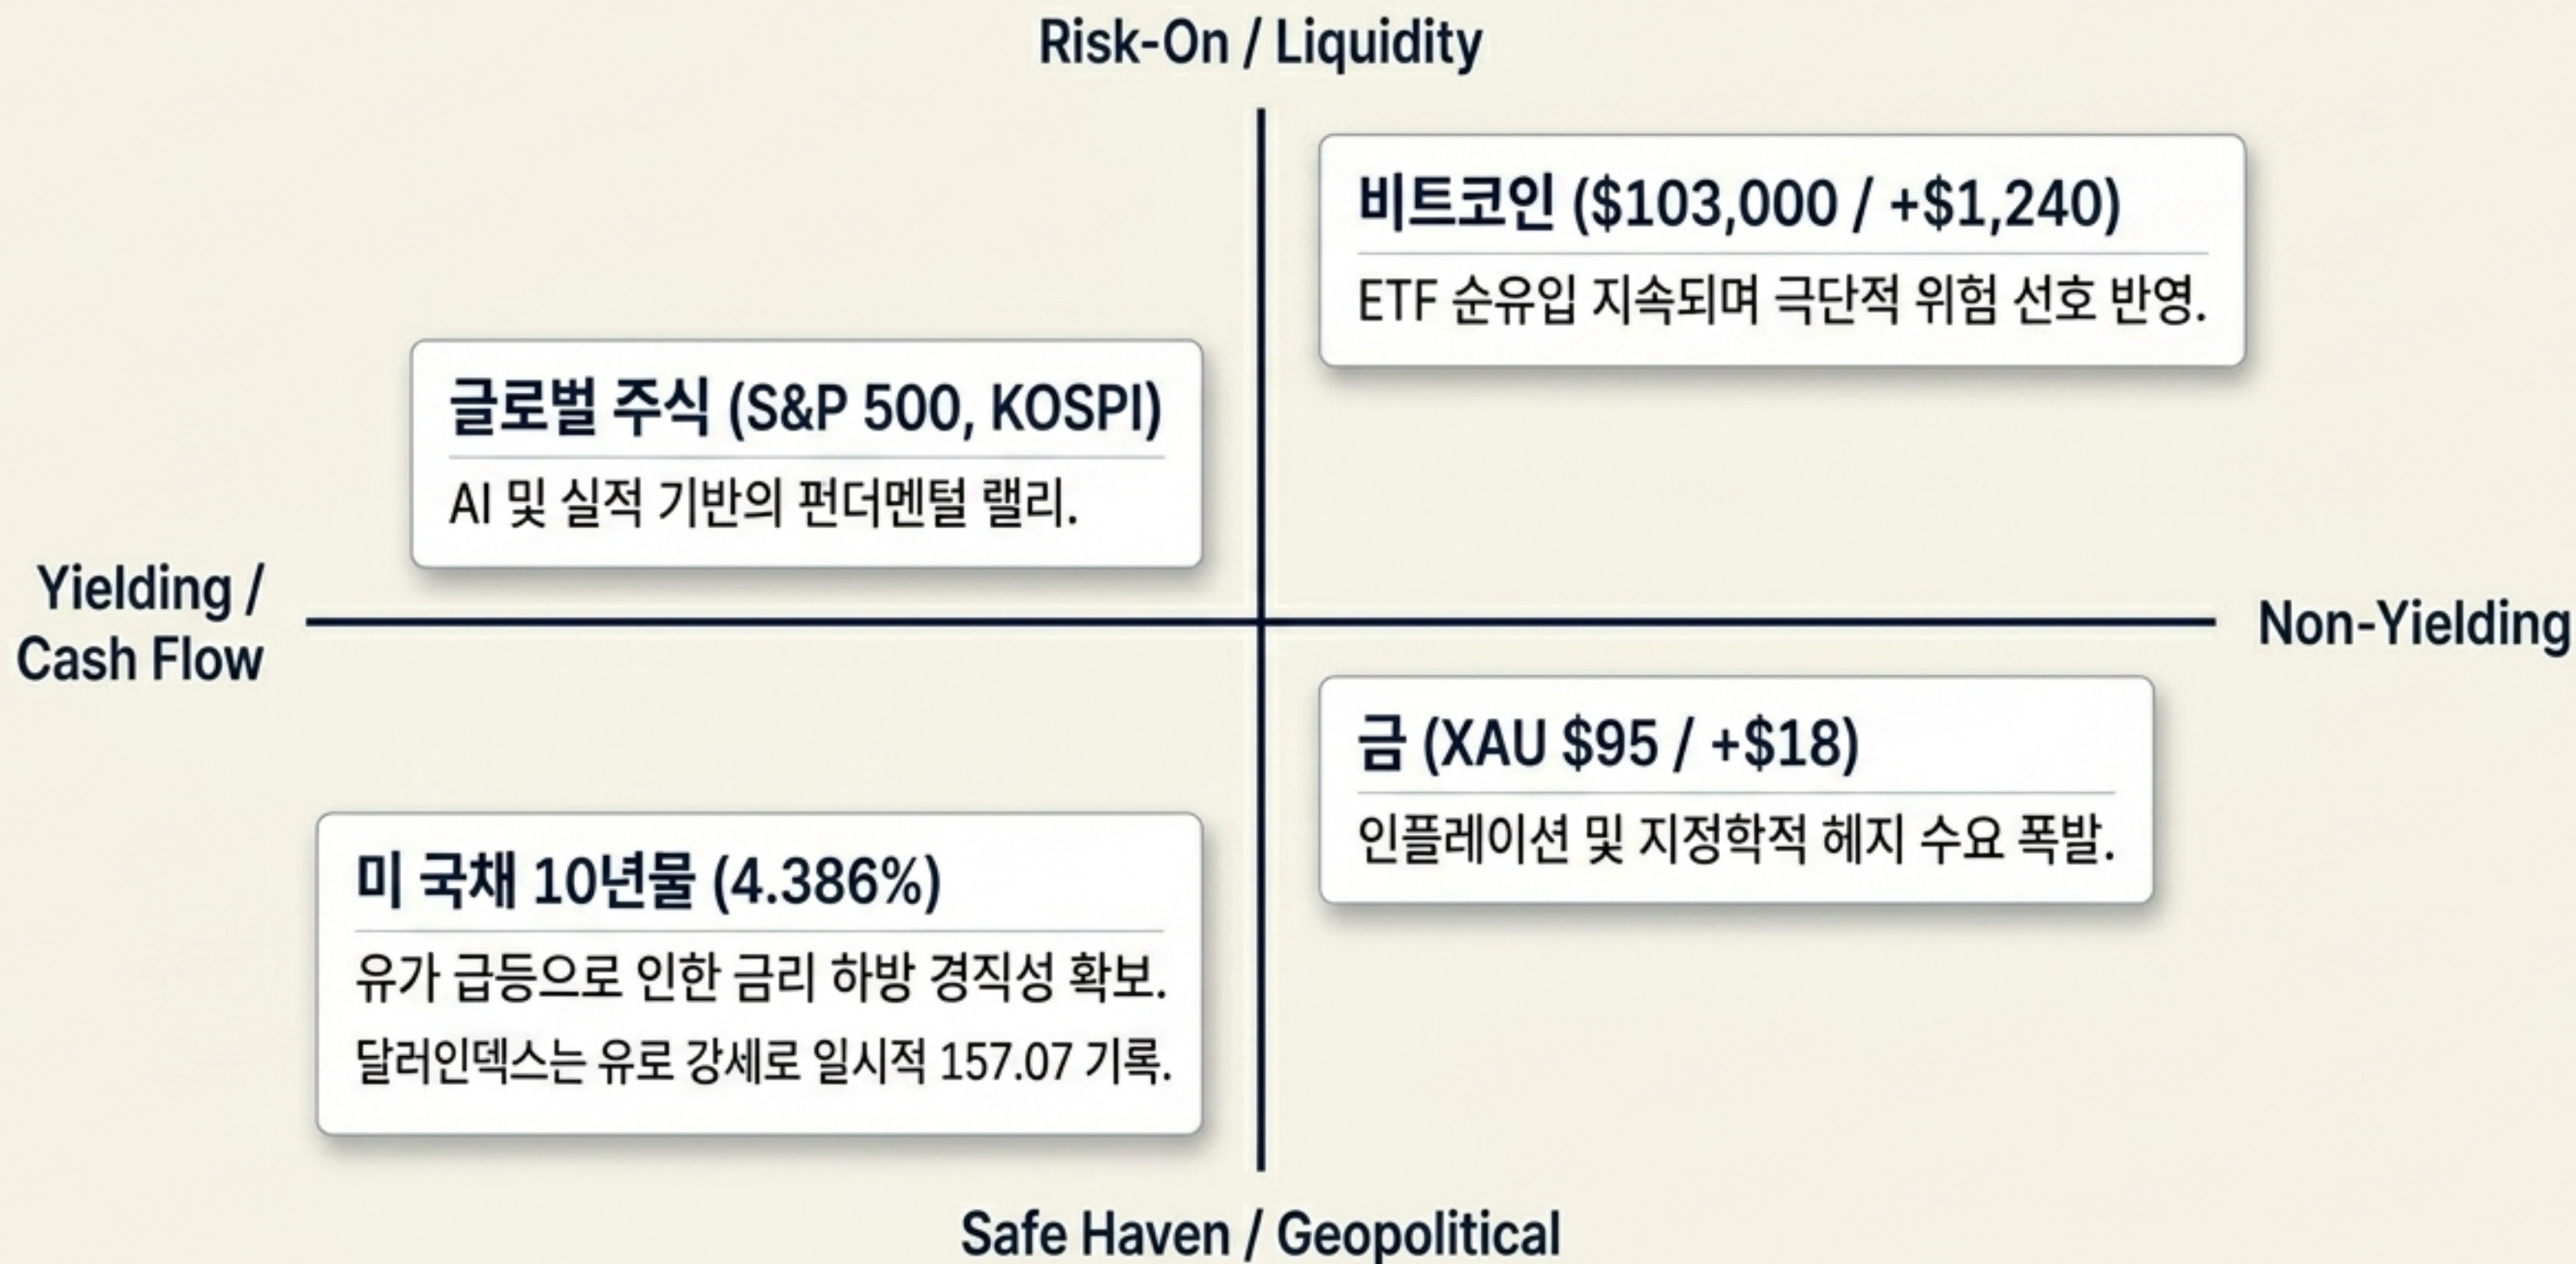 Risk-On / Liquidity
비트코인 ($103,000 / +$1,240)
ETF 순유입 지속되며 극단적 위험 선호 반영.
글로벌 주식 (S&P 500, KOSPI)
AI 및 실적 기반의 펀더멘털 랠리.
Yielding /
Cash Flow
Non-Yielding
금 (XAU $95 / +$18)
인플레이션 및 지정학적 헤지 수요 폭발.
미 국채 10년물 (4.386%)
유가 급등으로 인한 금리 하방 경직성 확보.
달러인덱스는 유로 강세로 일시적 157.07 기록.
Safe Haven / Geopolitical